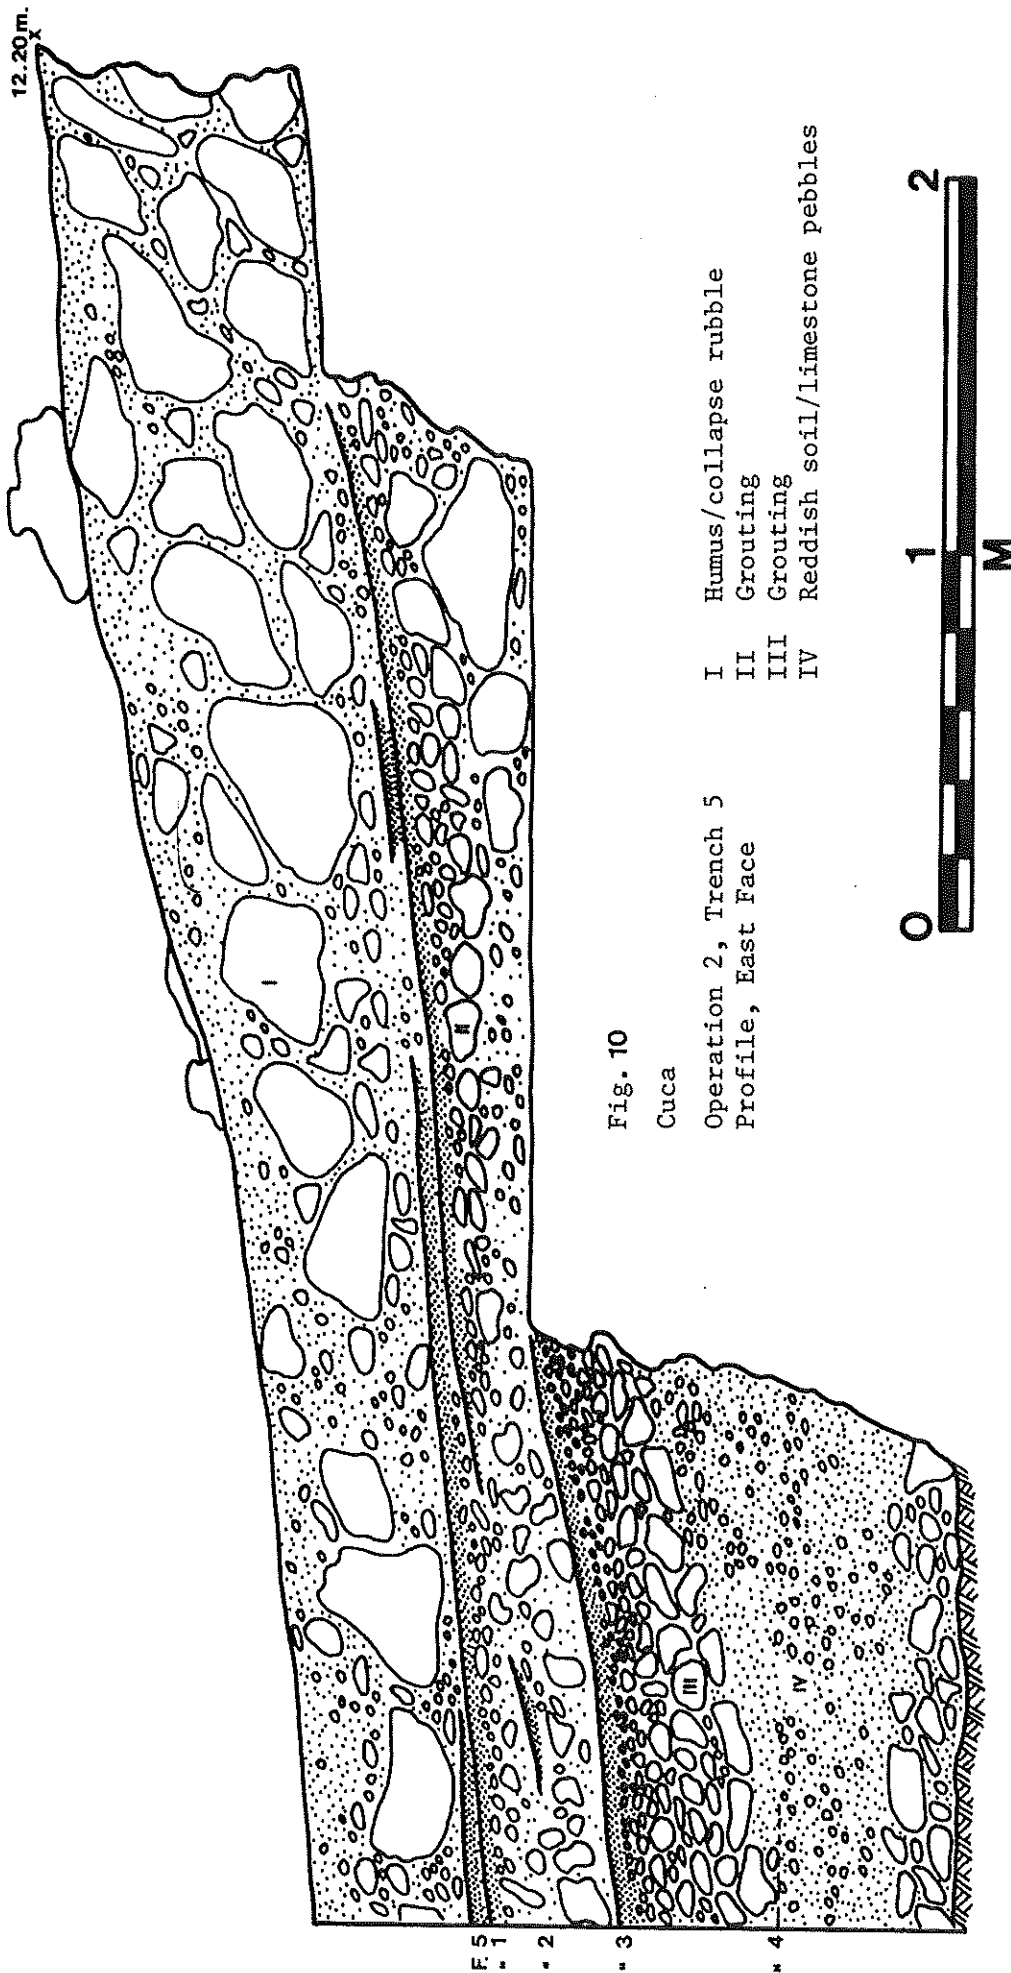 12.20m.
x
I
II
III
IV
F. 5
" 1
" 2
" 3
" 4
Fig. 10
Cuca
Operation 2, Trench 5
Profile, East Face
I Humus/collapse rubble
II Grouting
III Grouting
IV Reddish soil/limestone pebbles
0 1 2
M